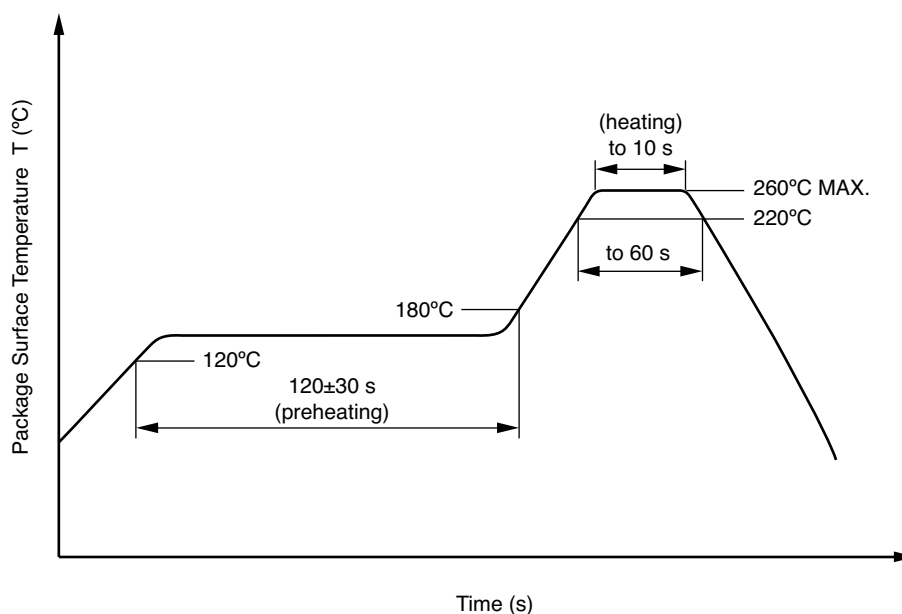 Package Surface Temperature T (ºC)
(heating)
to 10 s
260ºC MAX.
220ºC
to 60 s
180ºC
120ºC
120±30 s
(preheating)
Time (s)